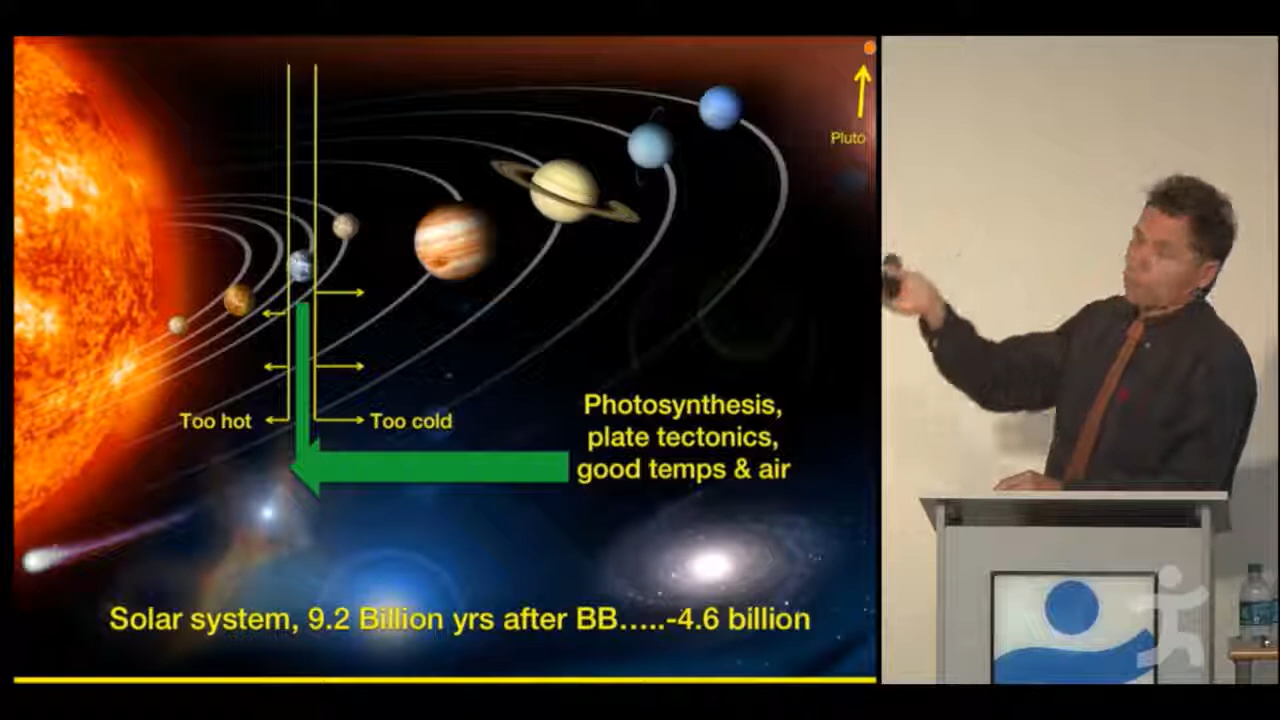 Pluto
Too hot
Too cold
Photosynthesis,
plate tectonics,
good temps & air
Solar system, 9.2 Billion yrs after BB…..-4.6 billion